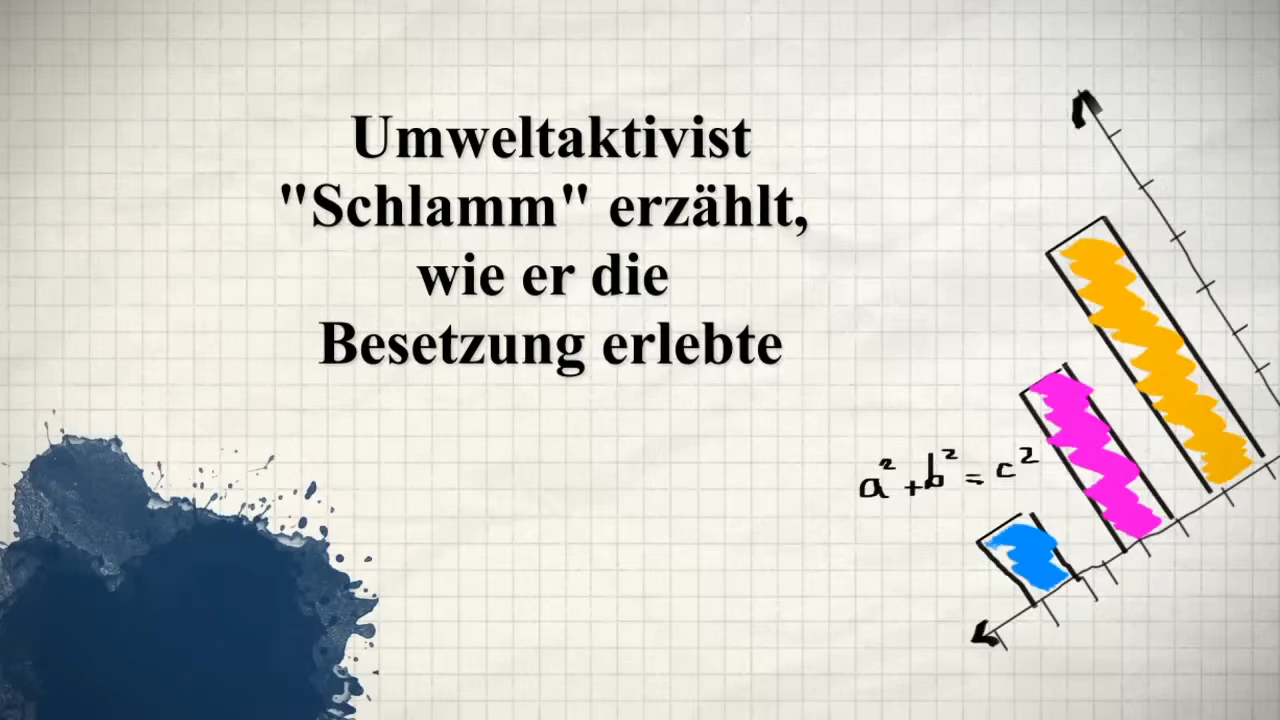 Umweltaktivist
"Schlamm" erzählt,
wie er die
Besetzung erlebte
a² + b² = c²